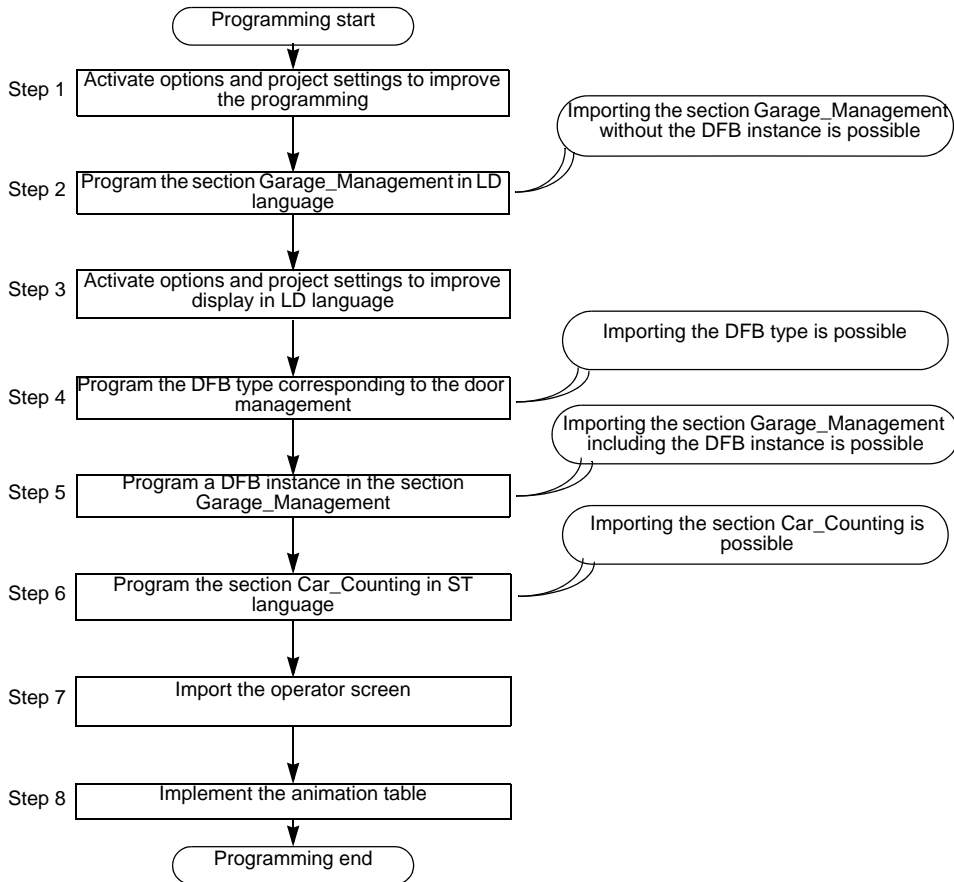 Programming start
Step 1
Activate options and project settings to improve
the programming
Importing the section Garage_Management
without the DFB instance is possible
Step 2
Program the section Garage_Management in LD
language
Step 3
Activate options and project settings to improve
display in LD language
Importing the DFB type is possible
Step 4
Program the DFB type corresponding to the door
management
Importing the section Garage_Management
including the DFB instance is possible
Step 5
Program a DFB instance in the section
Garage_Management
Importing the section Car_Counting is
possible
Step 6
Program the section Car_Counting in ST
language
Step 7
Import the operator screen
Step 8
Implement the animation table
Programming end